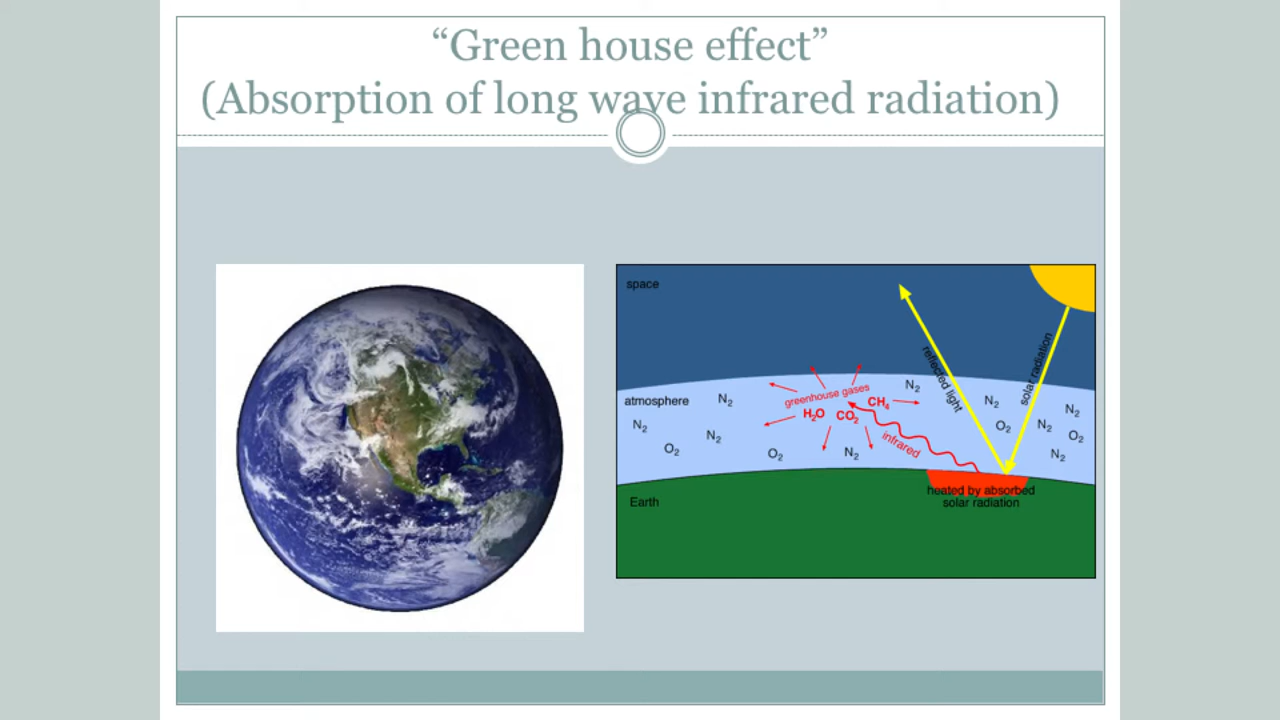 “Green house effect”
(Absorption of long wave infrared radiation)
space
reflected light
solar radiation
atmosphere
greenhouse gases
H₂O
CO₂
CH₄
infrared
N₂
N₂
N₂
O₂
O₂
N₂
N₂
N₂
O₂
N₂
N₂
O₂
N₂
heated by absorbed
solar radiation
Earth